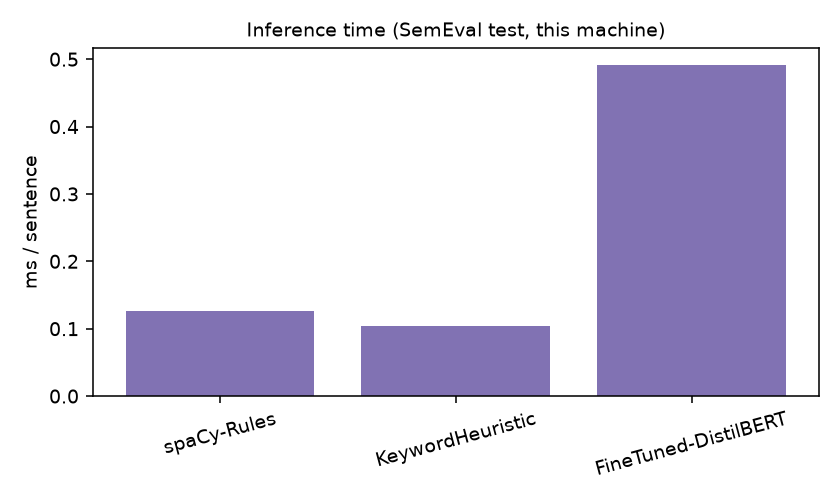 Inference time (SemEval test, this machine)
ms / sentence
0.5
0.4
0.3
0.2
0.1
0.0
spaCy-Rules
KeywordHeuristic
FineTuned-DistilBERT